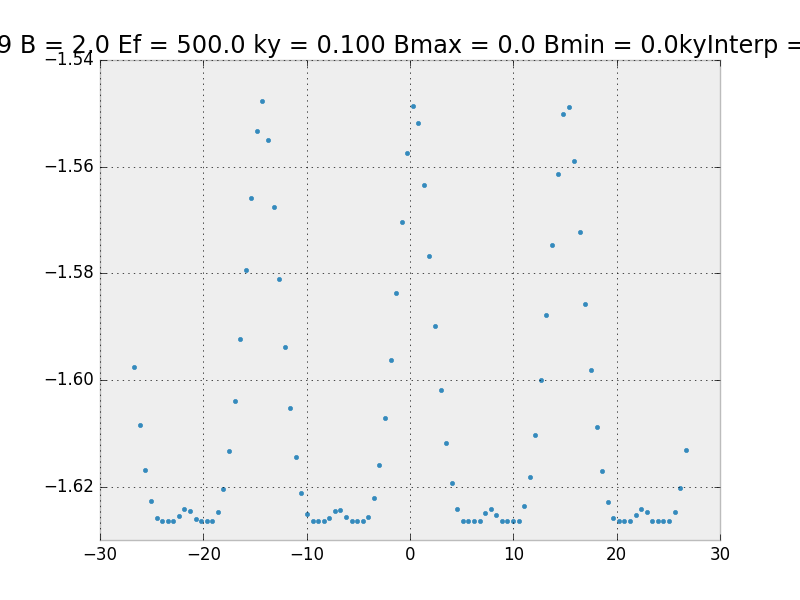 9 B = 2.0 Ef = 500.0 ky = 0.100 Bmax = 0.0 Bmin = 0.0kyInterp =
−1.54
−1.56
−1.58
−1.60
−1.62
−30 −20 −10 0 10 20 30